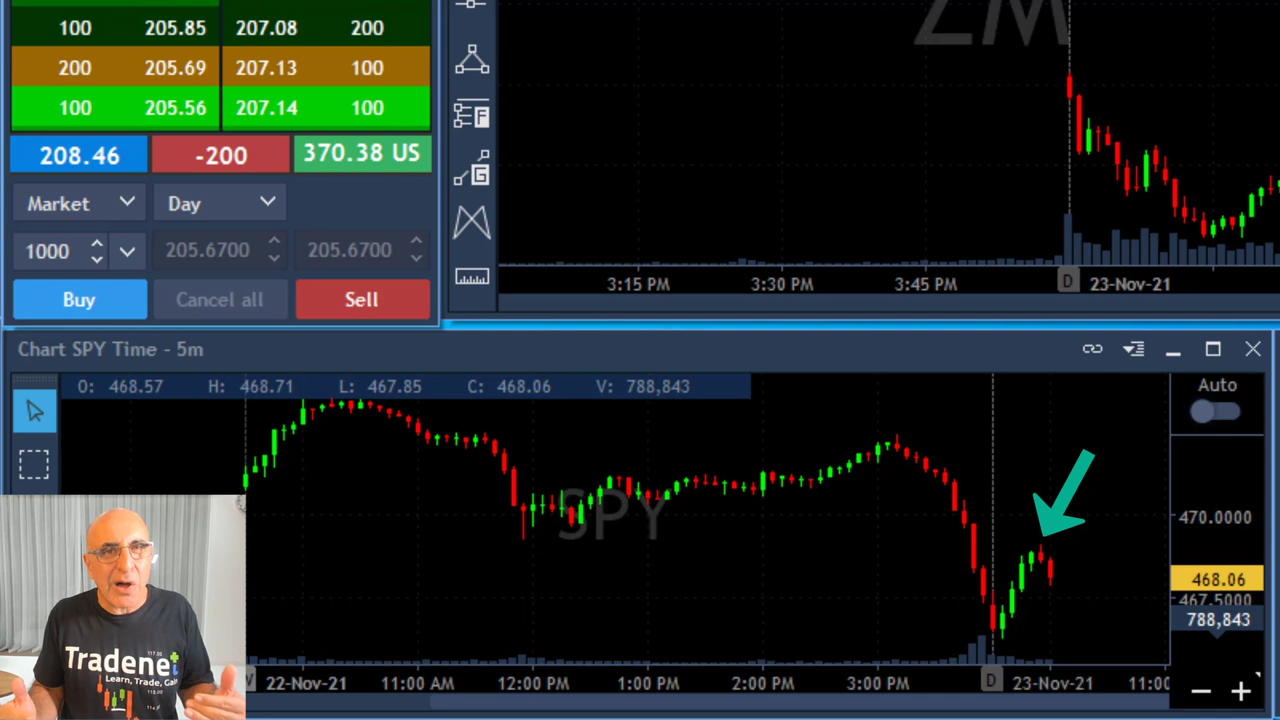 100 205.85 207.08 200
200 205.69 207.13 100
100 205.56 207.14 100
208.46 -200 370.38 US
Market Day
1000 205.6700 205.6700
Buy Cancel all Sell
F
G
ZM
3:15 PM 3:30 PM 3:45 PM D 23-Nov-21
Chart SPY Time - 5m
O: 468.57 H: 468.71 L: 467.85 C: 468.06 V: 788,843
Auto
SPY
470.0000
468.06
467.5000
788,843
22-Nov-21 11:00 AM 12:00 PM 1:00 PM 2:00 PM 3:00 PM D 23-Nov-21 11:00
Tradenet
Learn, Trade, Gain